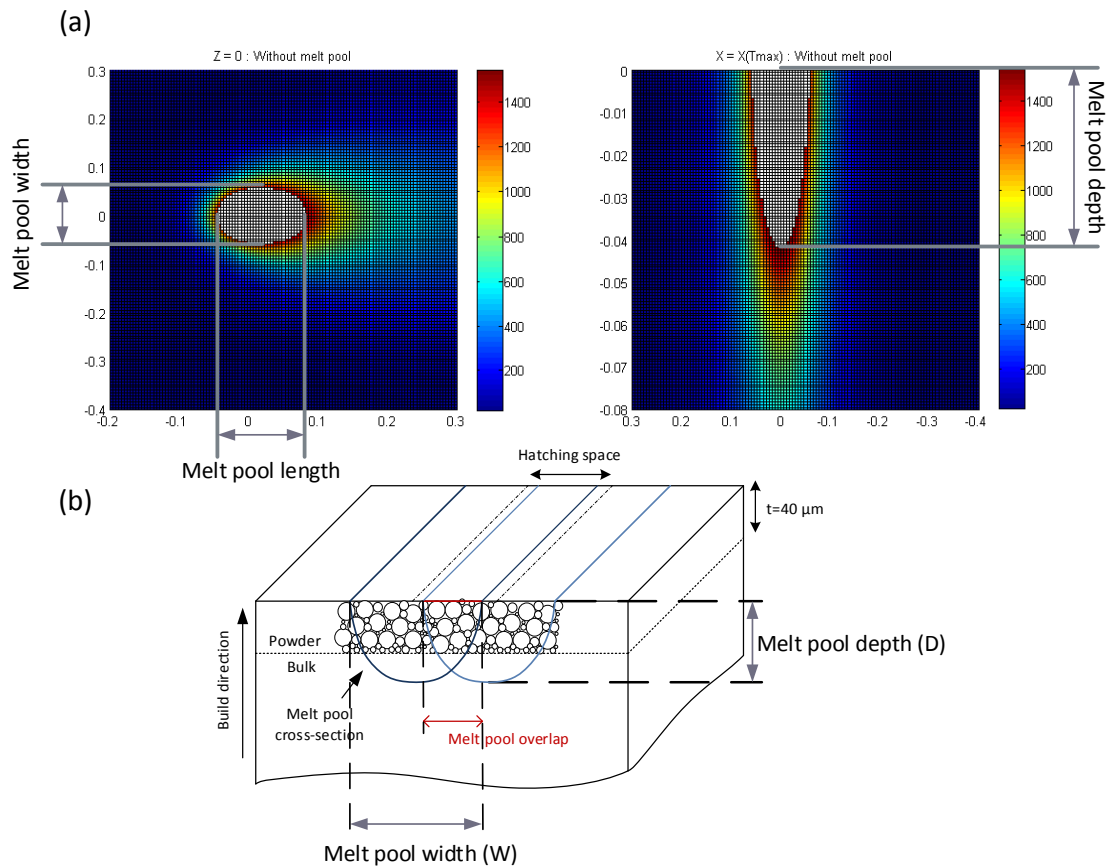 (a)
Z = 0 : Without melt pool
X = X(Tmax) : Without melt pool
0.3
0.2
0.1
0
-0.1
-0.2
-0.3
-0.4
-0.2
-0.1
0
0.1
0.2
0.3
1400
1200
1000
800
600
400
200
Melt pool width
Melt pool length
0
-0.01
-0.02
-0.03
-0.04
-0.05
-0.06
-0.07
-0.08
0.3
0.2
0.1
0
-0.1
-0.2
-0.3
-0.4
1400
1200
1000
800
600
400
200
Melt pool depth
(b)
Hatching space
t=40 µm
Build direction
Powder
Bulk
Melt pool
cross-section
Melt pool overlap
Melt pool depth (D)
Melt pool width (W)